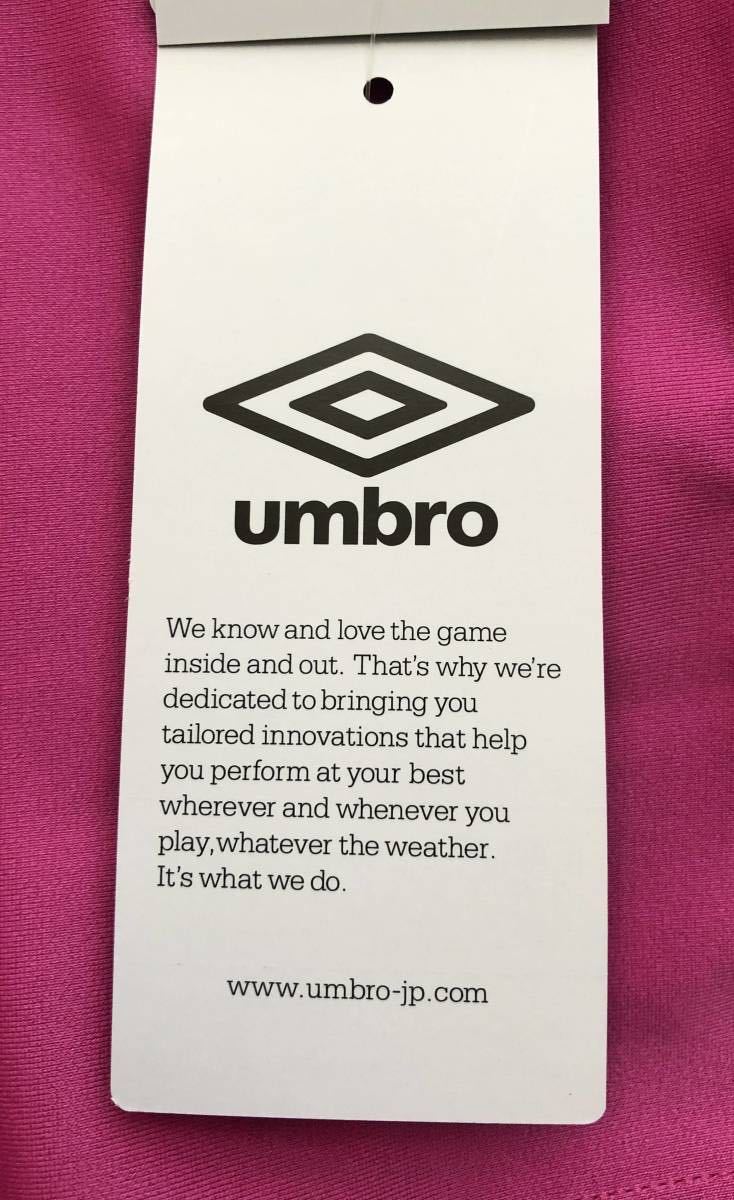 umbro
We know and love the game
inside and out. That's why we're
dedicated to bringing you
tailored innovations that help
you perform at your best
wherever and whenever you
play,whatever the weather.
It's what we do.
www.umbro-jp.com